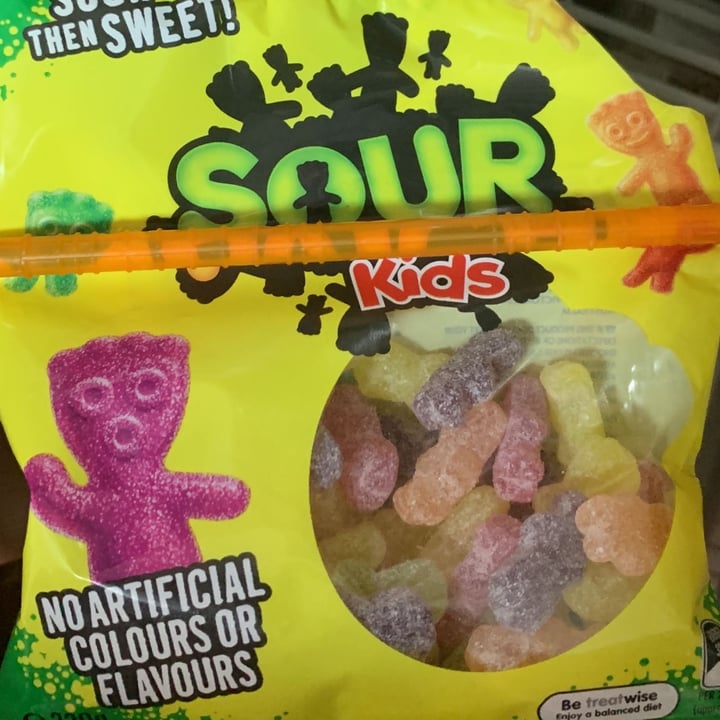 THEN SWEET!
SOUR
Kids
NO ARTIFICIAL
COLOURS OR
FLAVOURS
Be treatwise
Enjoy a balanced diet